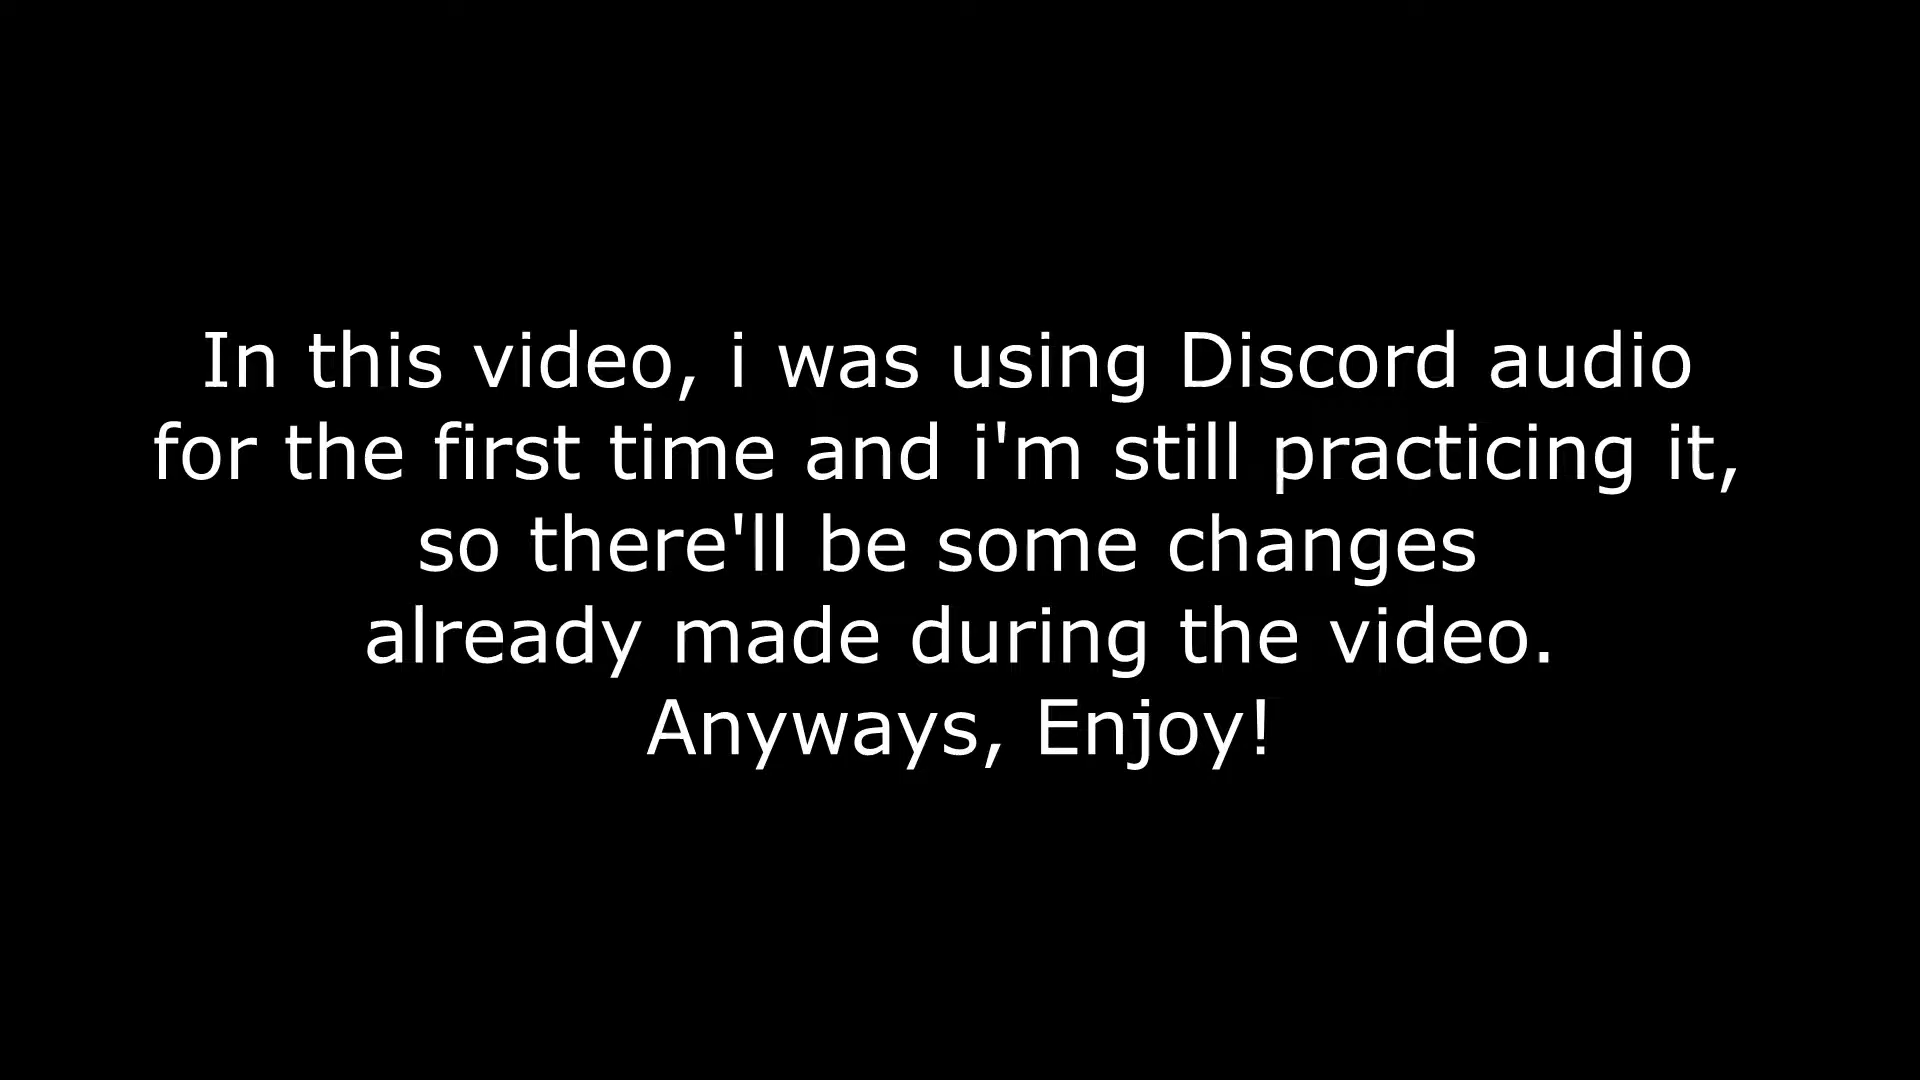 In this video, i was using Discord audio
for the first time and i'm still practicing it,
so there'll be some changes
already made during the video.
Anyways, Enjoy!